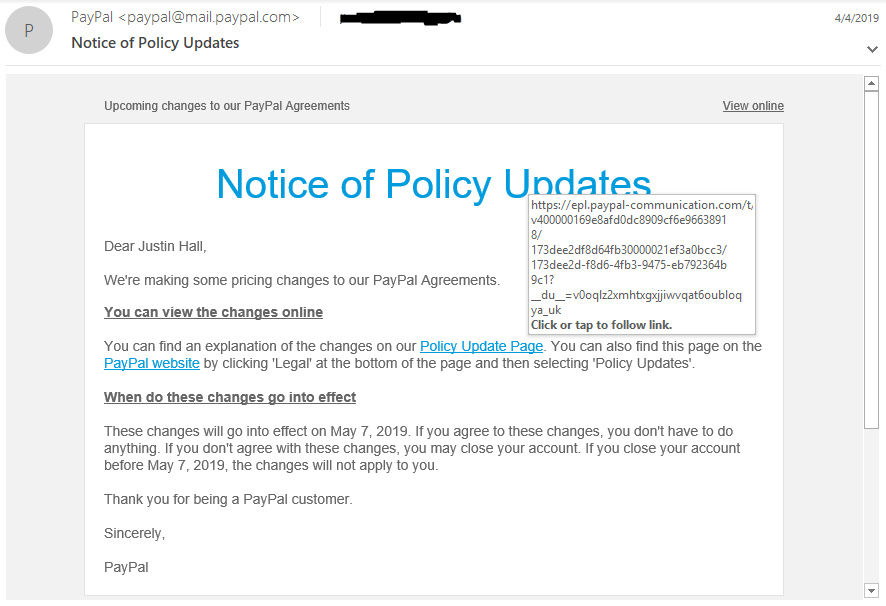 P
PayPal <paypal@mail.paypal.com>
4/4/2019
Notice of Policy Updates
Upcoming changes to our PayPal Agreements
View online
Notice of Policy Updates
https://epl.paypal-communication.com/t/
v400000169e8afd0dc8909cf6e9663891
8/
173dee2df8d64fb30000021ef3a0bcc3/
173dee2d-f8d6-4fb3-9475-eb792364b
9c1?
__du__=v0oqlz2xmhtxgxjjiwvqat6oubloq
ya_uk
Click or tap to follow link.
Dear Justin Hall,
We're making some pricing changes to our PayPal Agreements.
You can view the changes online
You can find an explanation of the changes on our Policy Update Page. You can also find this page on the
PayPal website by clicking 'Legal' at the bottom of the page and then selecting 'Policy Updates'.
When do these changes go into effect
These changes will go into effect on May 7, 2019. If you agree to these changes, you don't have to do
anything. If you don't agree with these changes, you may close your account. If you close your account
before May 7, 2019, the changes will not apply to you.
Thank you for being a PayPal customer.
Sincerely,
PayPal